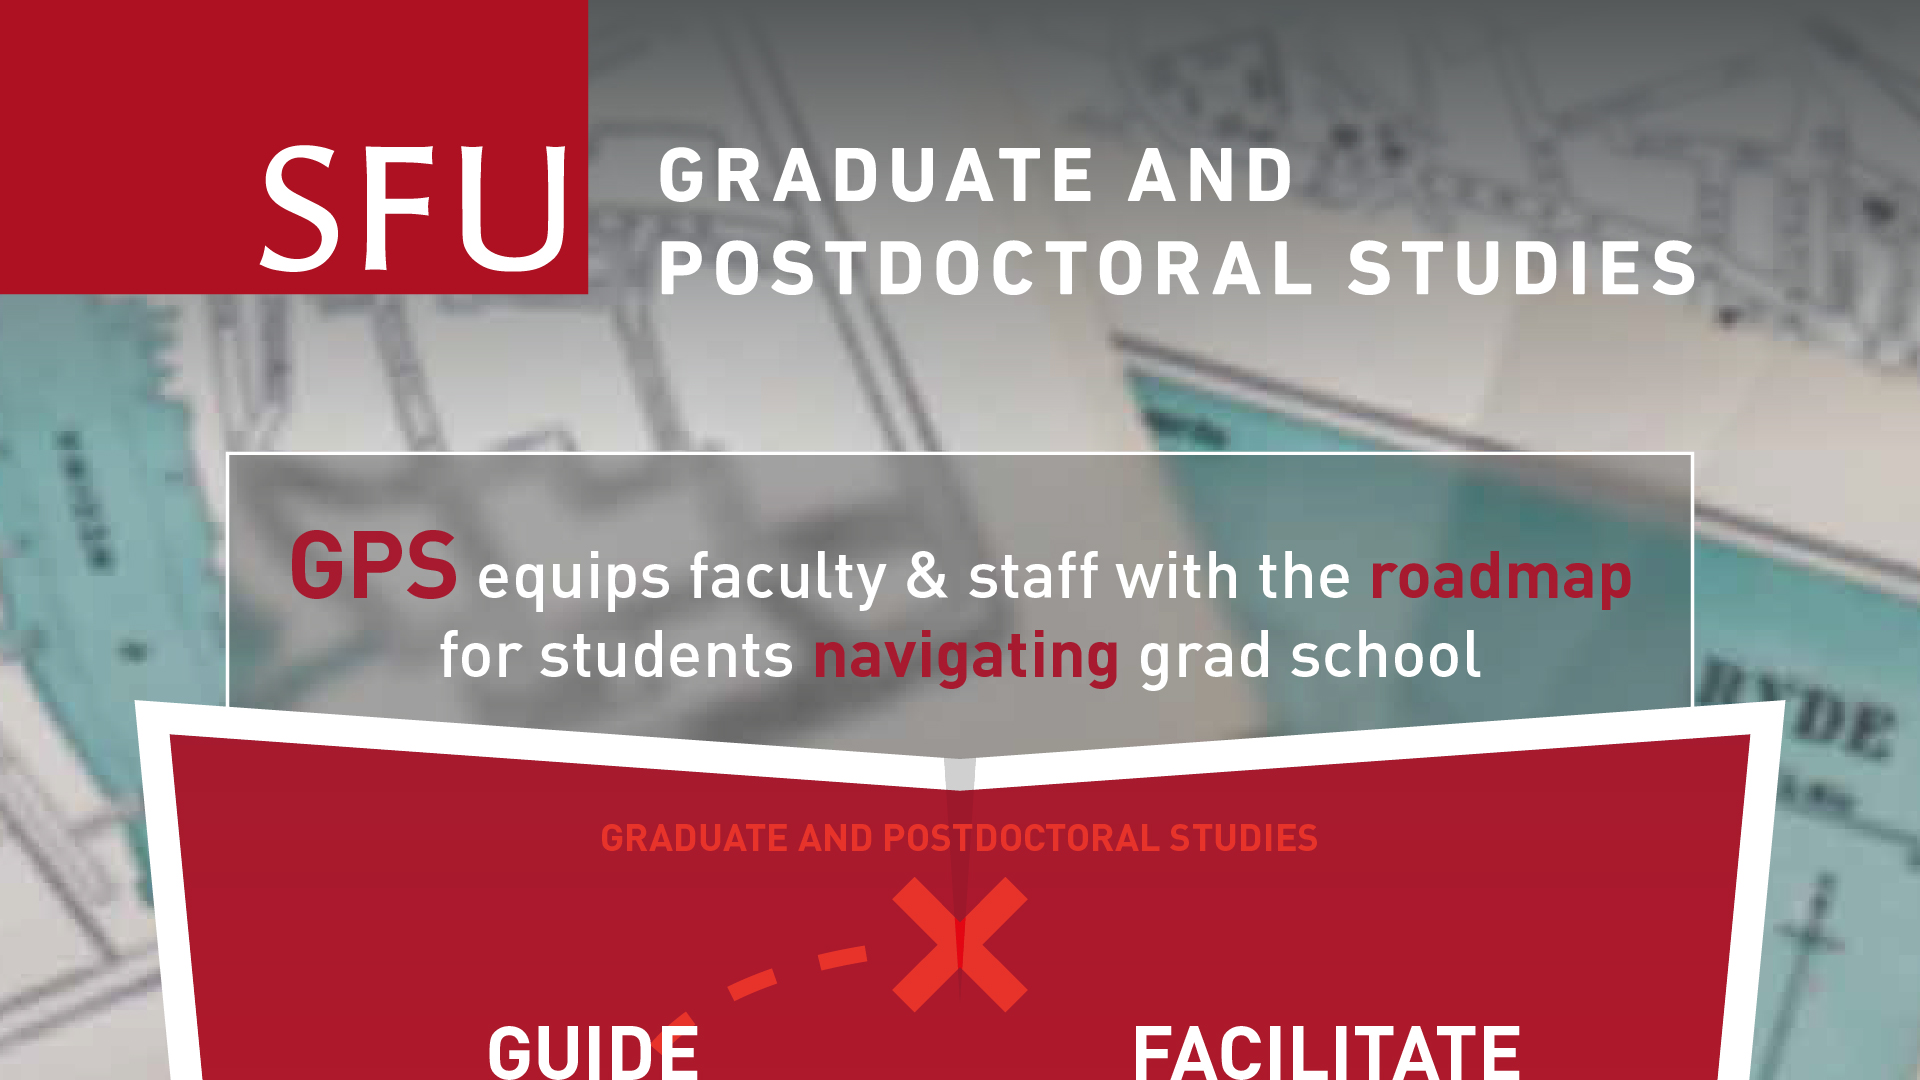 SFU
GRADUATE AND
POSTDOCTORAL STUDIES
GPS equips faculty & staff with the roadmap
for students navigating grad school
RYDE
GRADUATE AND POSTDOCTORAL STUDIES
GUIDE
FACILITATE